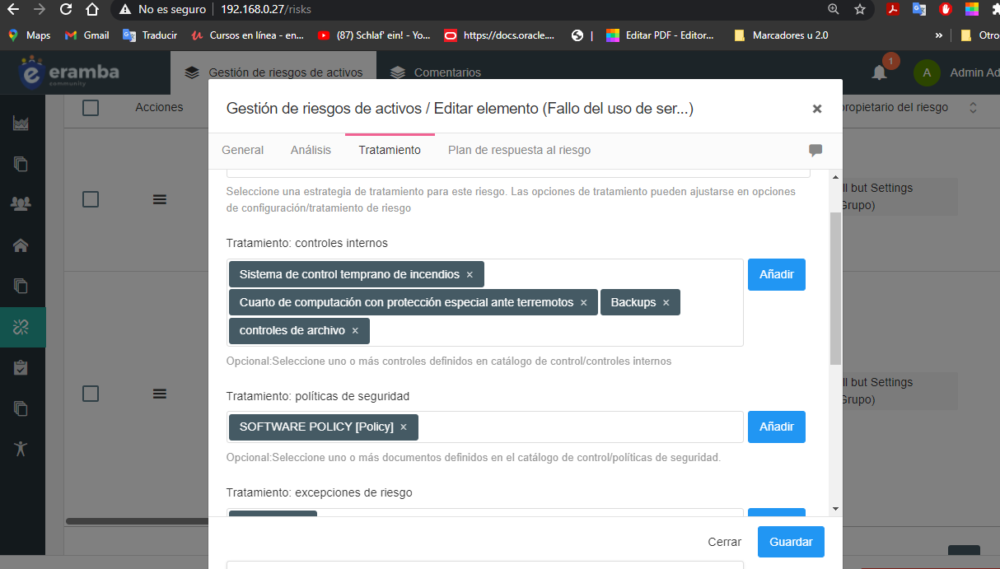 No es seguro | 192.168.0.27/risks
Maps Gmail Traducir Cursos en línea - en... (87) Schlaf' ein! - Yo... https://docs.oracle.... | Editar PDF - Editor... Marcadores u 2.0 » Otro
eramba
community
Gestión de riesgos de activos
Comentarios
1
A
Admin Ad
Acciones
propietario del riesgo
Gestión de riesgos de activos / Editar elemento (Fallo del uso de ser...)
×
General Análisis Tratamiento Plan de respuesta al riesgo
Seleccione una estrategia de tratamiento para este riesgo. Las opciones de tratamiento pueden ajustarse en opciones
de configuración/tratamiento de riesgo
ll but Settings
Grupo)
Tratamiento: controles internos
Sistema de control temprano de incendios ×
Añadir
Cuarto de computación con protección especial ante terremotos × Backups ×
controles de archivo ×
Opcional:Seleccione uno o más controles definidos en catálogo de control/controles internos
Tratamiento: políticas de seguridad
ll but Settings
Grupo)
SOFTWARE POLICY [Policy] ×
Añadir
Opcional:Seleccione uno o más documentos definidos en el catálogo de control/políticas de seguridad.
Tratamiento: excepciones de riesgo
Cerrar Guardar